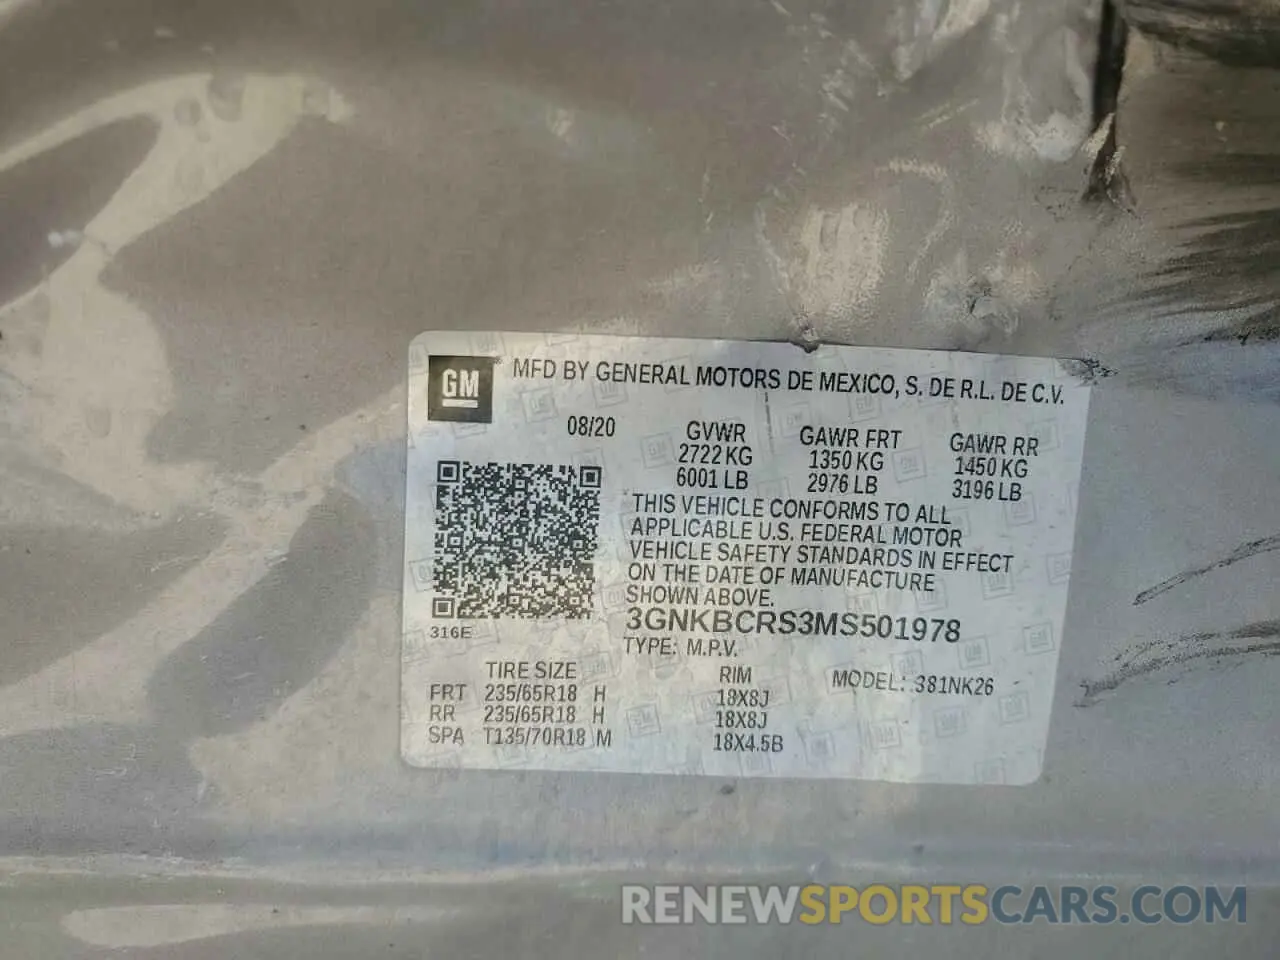 GM
MFD BY GENERAL MOTORS DE MEXICO, S. DE R.L. DE C.V.
08/20 GVWR GAWR FRT GAWR RR
2722 KG 1350 KG 1450 KG
6001 LB 2976 LB 3196 LB
THIS VEHICLE CONFORMS TO ALL
APPLICABLE U.S. FEDERAL MOTOR
VEHICLE SAFETY STANDARDS IN EFFECT
ON THE DATE OF MANUFACTURE
SHOWN ABOVE.
316E
3GNKBCRS3MS501978
TYPE: M.P.V.
TIRE SIZE RIM MODEL: 381NK26
FRT 235/65R18 H 18X8J
RR 235/65R18 H 18X8J
SPA T135/70R18 M 18X4.5B
RENEWSPORTSCARS.COM